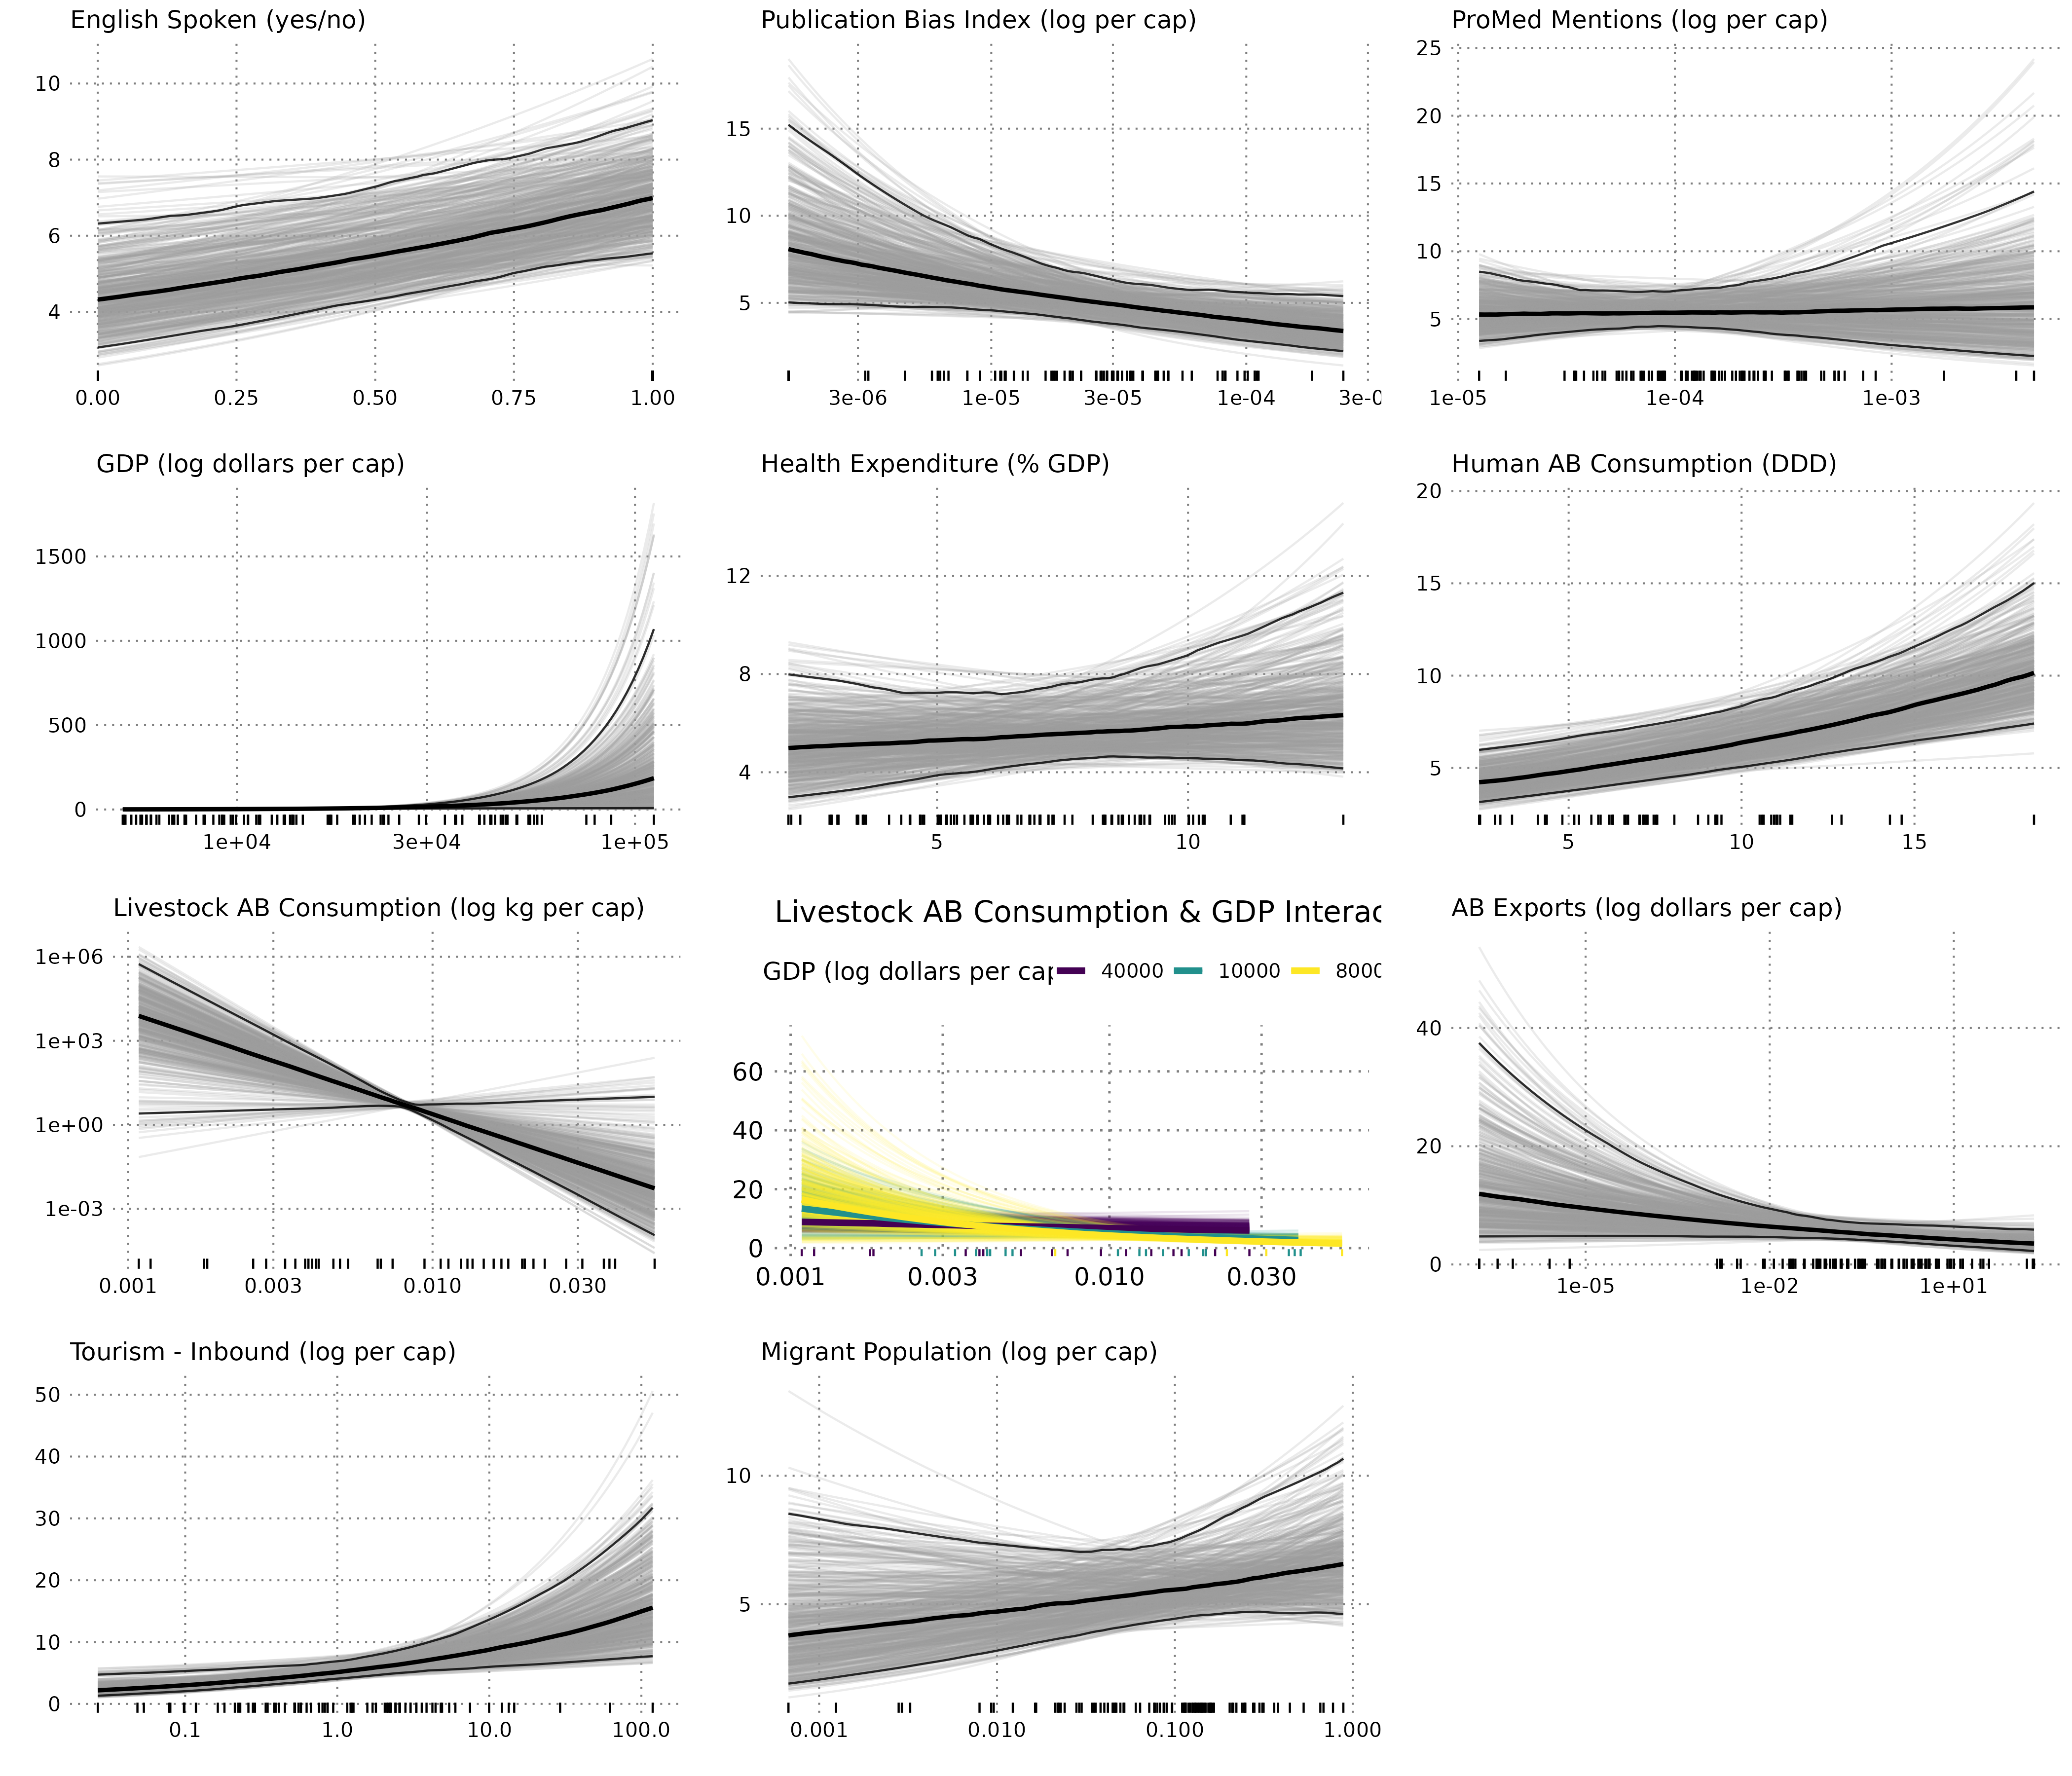 English Spoken (yes/no)
10
8
6
4
0.00 0.25 0.50 0.75 1.00
Publication Bias Index (log per cap)
15
10
5
3e-06 1e-05 3e-05 1e-04 3e-0
ProMed Mentions (log per cap)
25
20
15
10
5
1e-05 1e-04 1e-03
GDP (log dollars per cap)
1500
1000
500
0
1e+04 3e+04 1e+05
Health Expenditure (% GDP)
12
8
4
5 10
Human AB Consumption (DDD)
20
15
10
5
5 10 15
Livestock AB Consumption (log kg per cap)
1e+06
1e+03
1e+00
1e-03
0.001 0.003 0.010 0.030
Livestock AB Consumption & GDP Interac
GDP (log dollars per cap 40000 10000 8000
60
40
20
0
0.001 0.003 0.010 0.030
AB Exports (log dollars per cap)
40
20
0
1e-05 1e-02 1e+01
Tourism - Inbound (log per cap)
50
40
30
20
10
0
0.1 1.0 10.0 100.0
Migrant Population (log per cap)
10
5
0.001 0.010 0.100 1.000